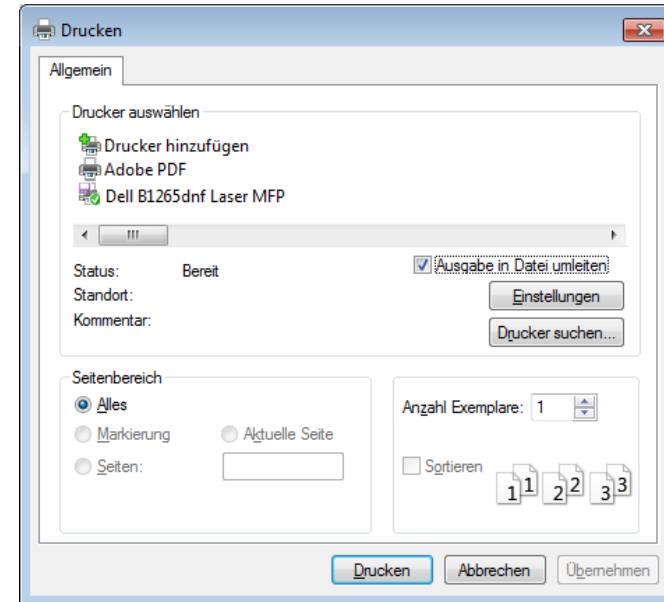 Drucken
Allgemein
Drucker auswählen
Drucker hinzufügen
Adobe PDF
Dell B1265dnf Laser MFP
Status: Bereit
Ausgabe in Datei umleiten
Standort:
Einstellungen
Kommentar:
Drucker suchen...
Seitenbereich
Alles
Anzahl Exemplare: 1
Markierung
Aktuelle Seite
Seiten:
Sortieren
1 1 2 2 3 3
Drucken
Abbrechen
Übernehmen